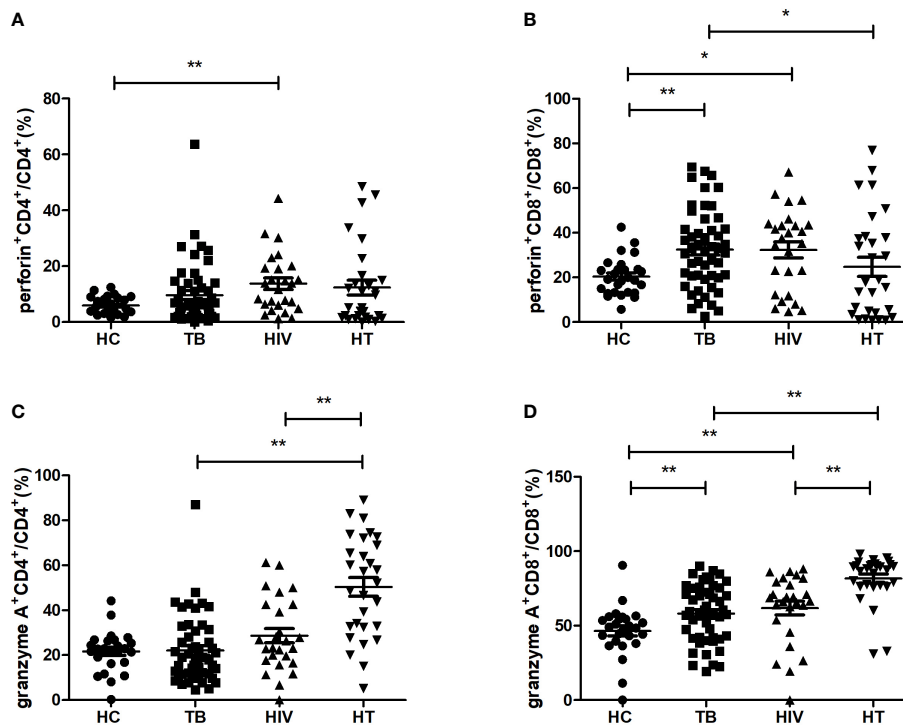 A
**
perforin⁺CD4⁺/CD4⁺(%)
80
60
40
20
0
HC TB HIV HT
B
*
*
**
perforin⁺CD8⁺/CD8⁺(%)
100
80
60
40
20
0
HC TB HIV HT
C
**
**
granzyme A⁺CD4⁺/CD4⁺(%)
100
80
60
40
20
0
HC TB HIV HT
D
**
**
** **
granzyme A⁺CD8⁺/CD8⁺(%)
150
100
50
0
HC TB HIV HT